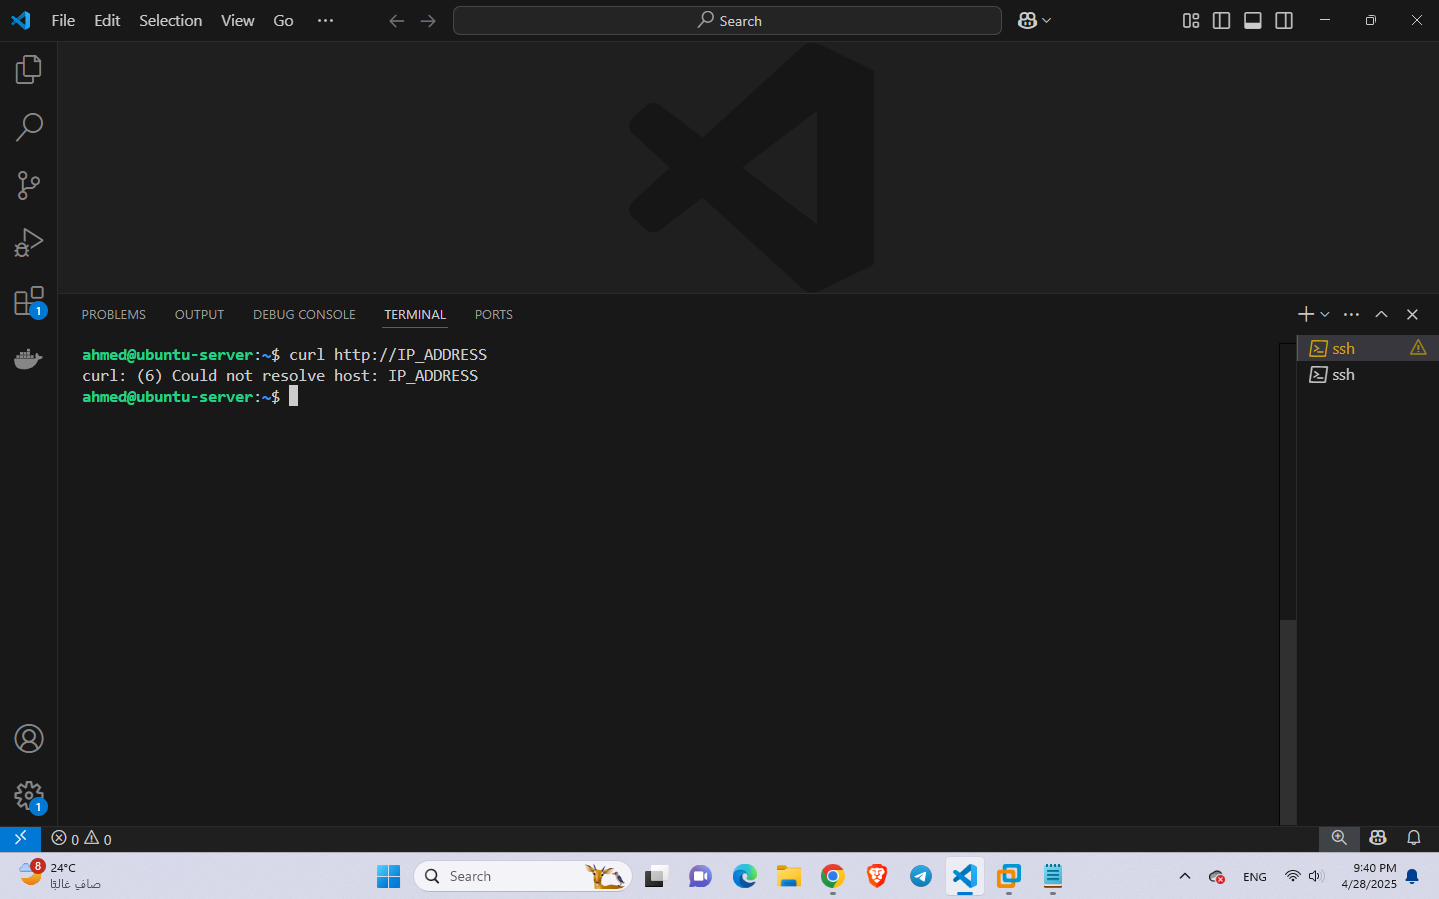 File Edit Selection View Go ...
Search
PROBLEMS OUTPUT DEBUG CONSOLE TERMINAL PORTS
ahmed@ubuntu-server:~$ curl http://IP_ADDRESS
curl: (6) Could not resolve host: IP_ADDRESS
ahmed@ubuntu-server:~$
ssh
ssh
1
1
0 0
8
24°C
صافٍ غالبًا
Search
ENG
9:40 PM
4/28/2025